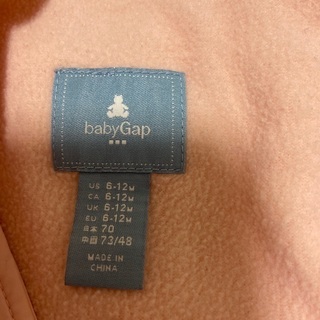 babyGap
US 6-12M
CA 6-12M
UK 6-12M
EU 6-12M
日本 70
中国 73/48
MADE IN
CHINA